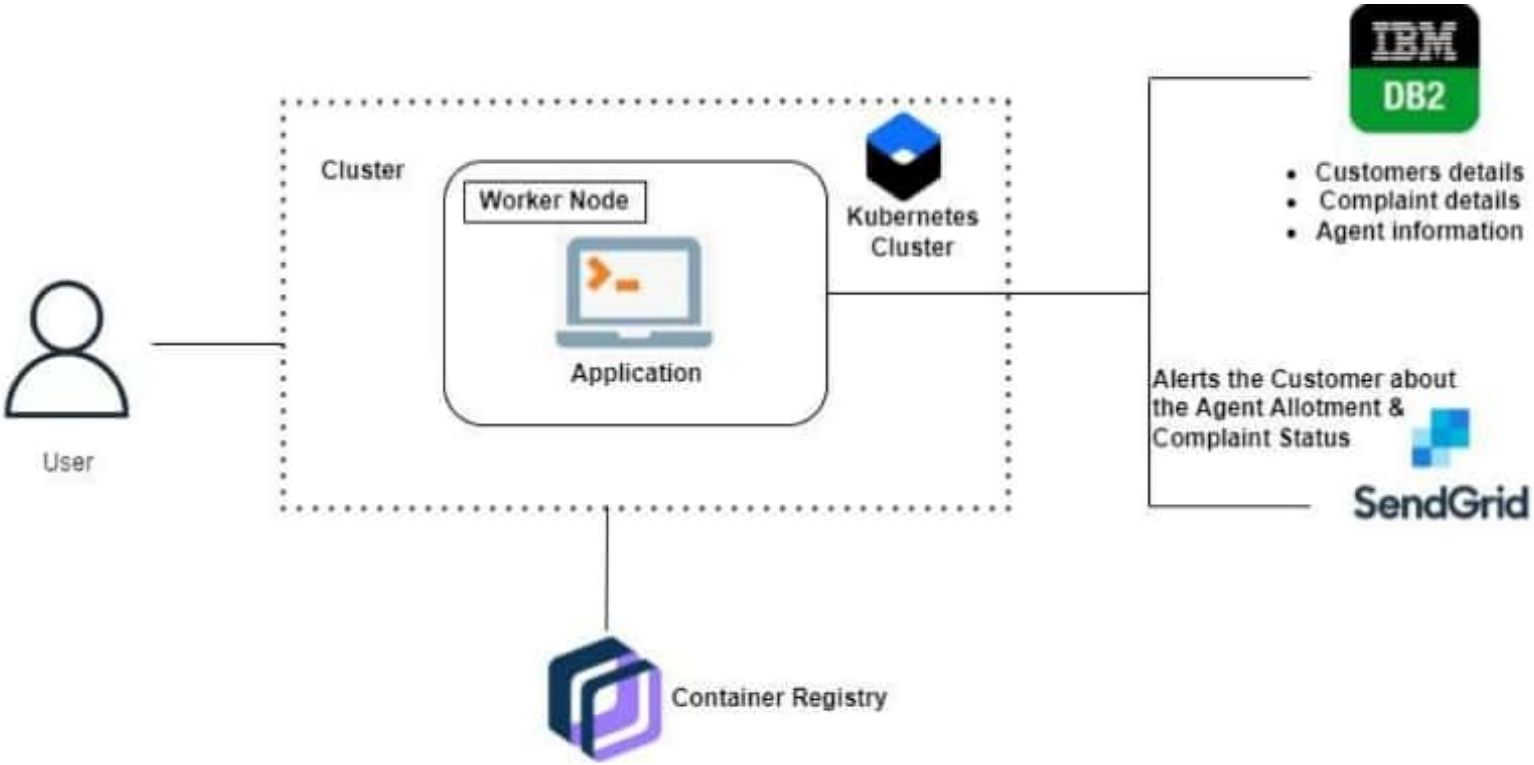 IBM
DB2
Cluster
Worker Node
Kubernetes
Cluster
• Customers details
• Complaint details
• Agent information
Application
User
Alerts the Customer about
the Agent Allotment &
Complaint Status
SendGrid
Container Registry